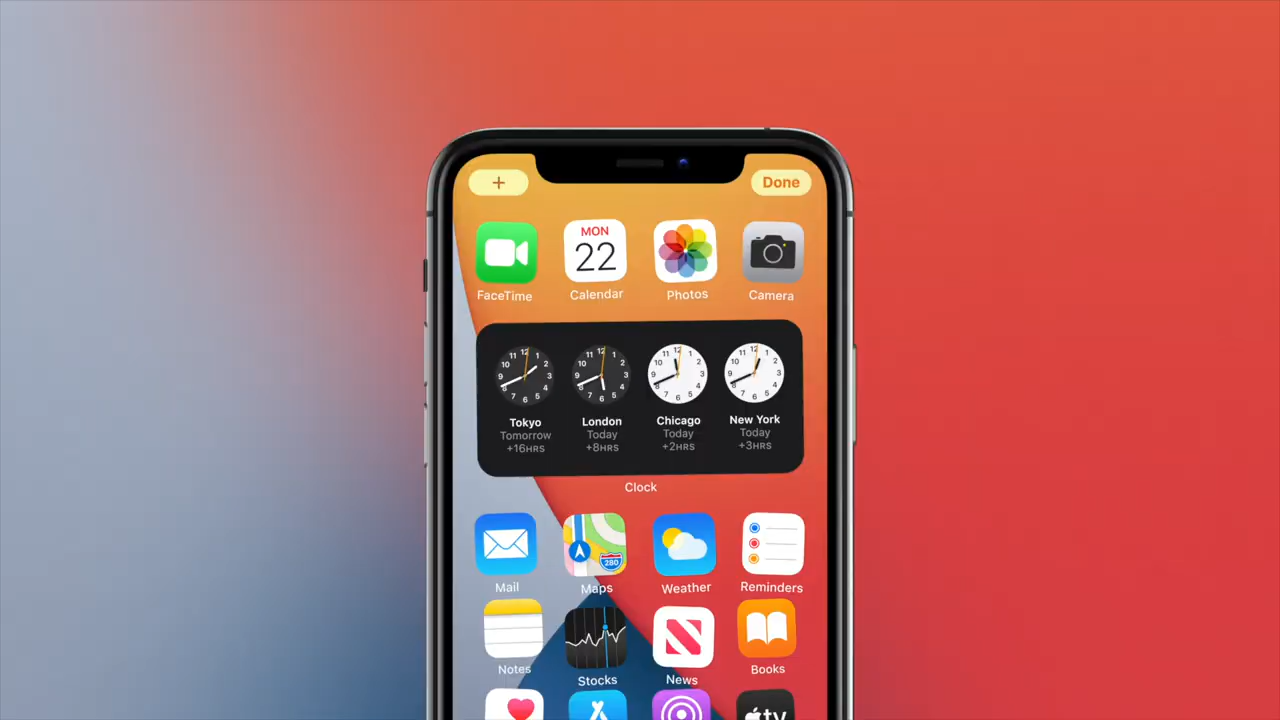 +
Done
MON
22
FaceTime
Calendar
Photos
Camera
Tokyo
Tomorrow
+16HRS
London
Today
+8HRS
Chicago
Today
+2HRS
New York
Today
+3HRS
Clock
280
Mail
Maps
Weather
Reminders
Notes
Stocks
News
Books
tv